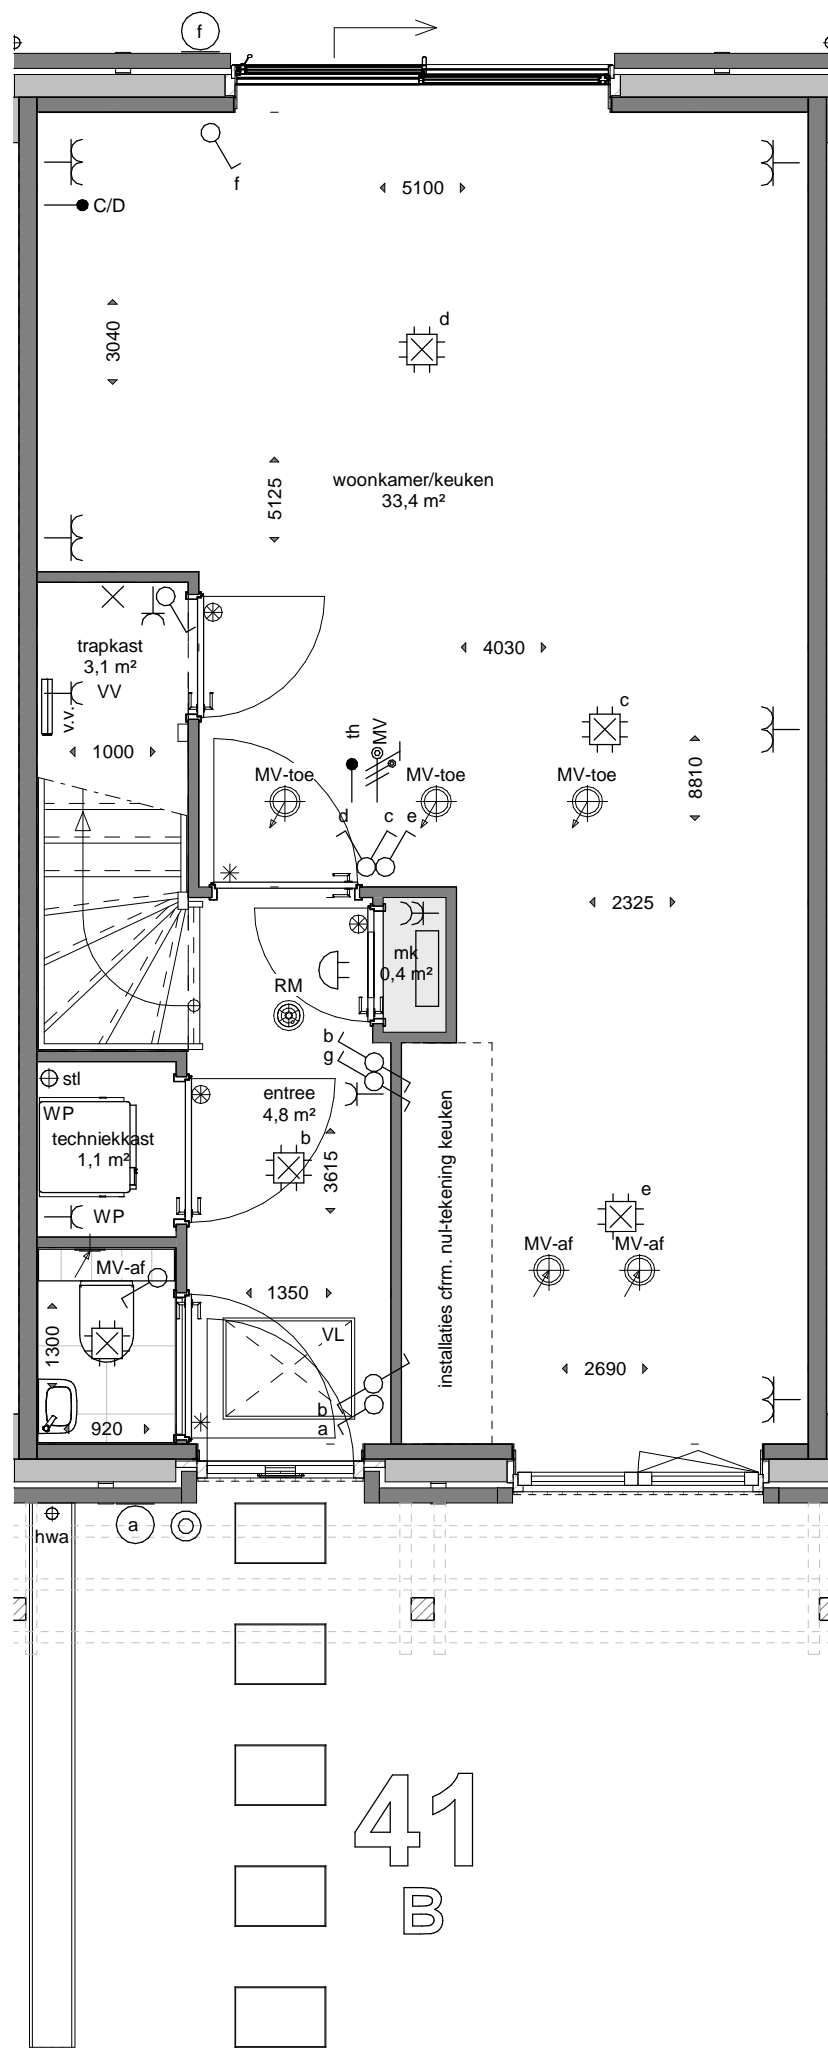 f
f
5100
C/D
3040
d
woonkamer/keuken
33,4 m²
5125
trapkast
3,1 m²
VV
v.v.
1000
4030
c
th
MV
MV-toe
MV-toe
MV-toe
8810
d
c
e
2325
mk
0,4 m²
RM
b
g
stl
WP
techniekkast
1,1 m²
WP
entree
4,8 m²
b
3615
installaties cfrm. nul-tekening keuken
e
MV-af
MV-af
MV-af
1300
1350
VL
2690
920
b
a
hwa
a
41
B